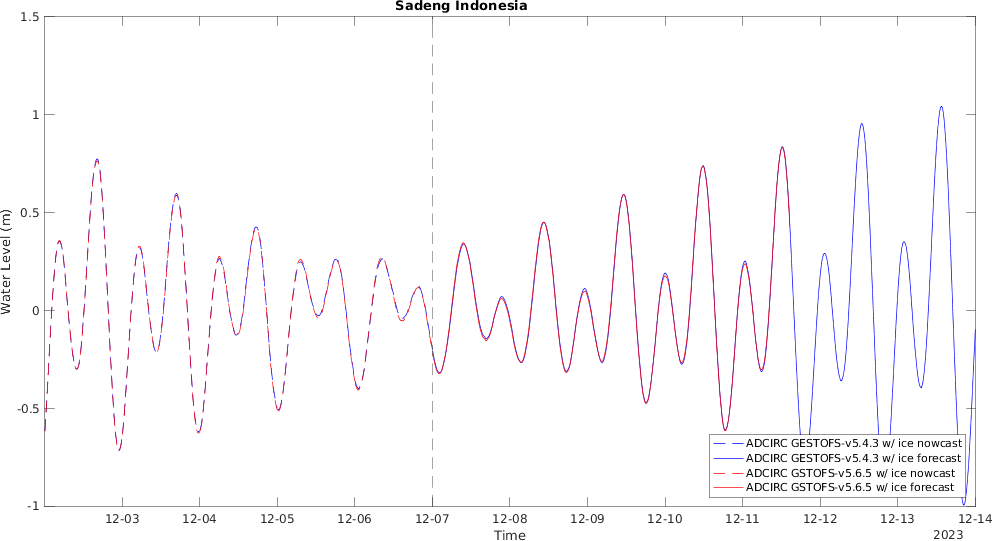 Sadeng Indonesia
1.5
1
0.5
0
-0.5
-1
Water Level (m)
12-03 12-04 12-05 12-06 12-07 12-08 12-09 12-10 12-11 12-12 12-13 12-14
Time
2023
ADCIRC GESTOFS-v5.4.3 w/ ice nowcast
ADCIRC GESTOFS-v5.4.3 w/ ice forecast
ADCIRC GSTOFS-v5.6.5 w/ ice nowcast
ADCIRC GSTOFS-v5.6.5 w/ ice forecast